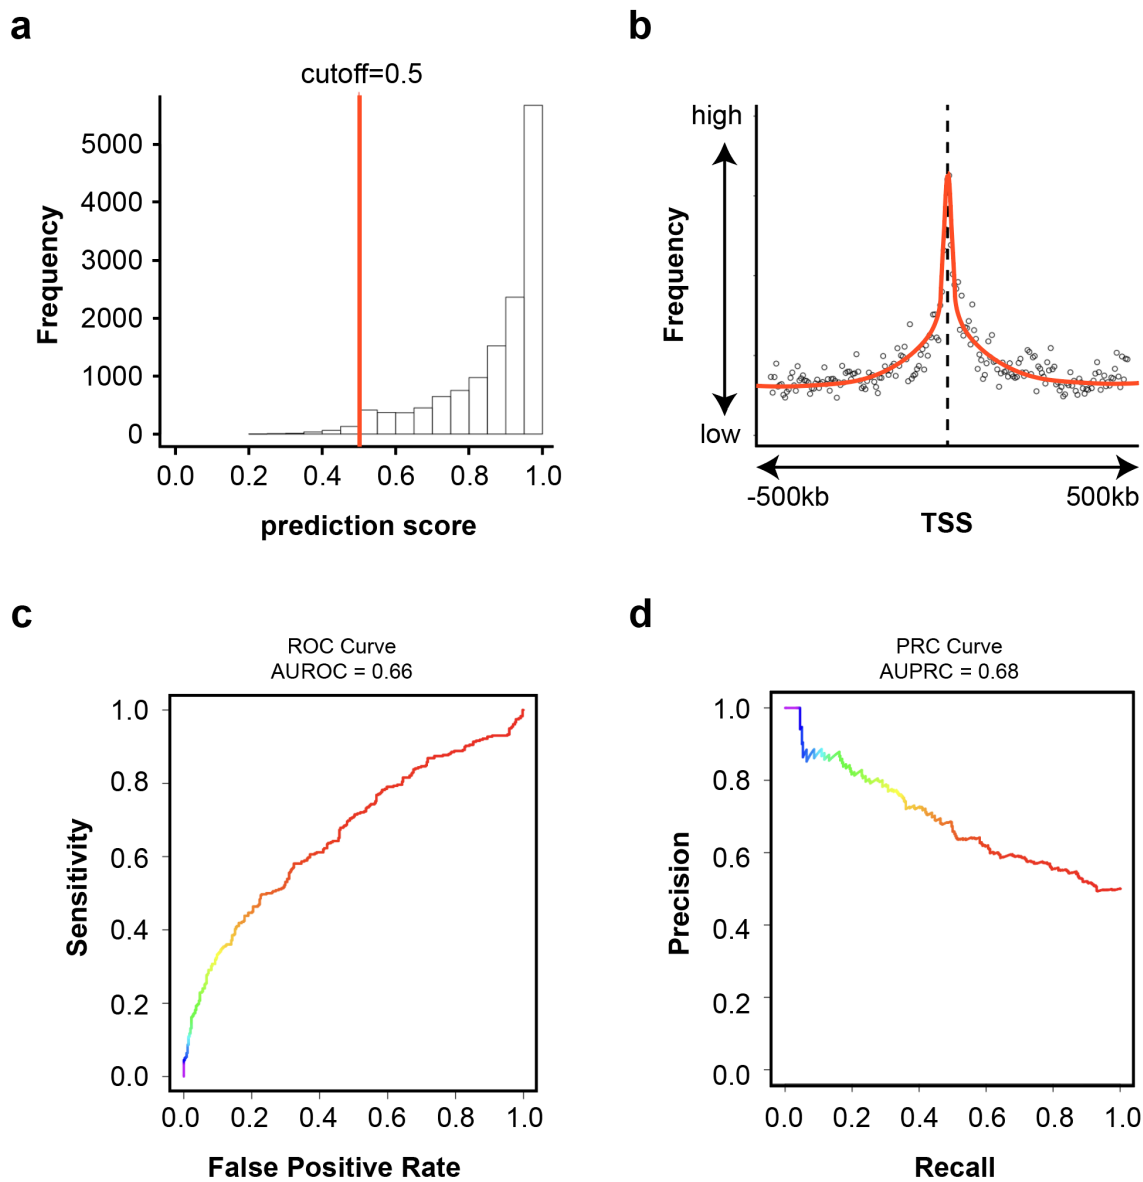 a
cutoff=0.5
Frequency
5000
4000
3000
2000
1000
0
0.0 0.2 0.4 0.6 0.8 1.0
prediction score
b
high
Frequency
low
-500kb 500kb
TSS
c
ROC Curve
AUROC = 0.66
Sensitivity
1.0
0.8
0.6
0.4
0.2
0.0
0.0 0.2 0.4 0.6 0.8 1.0
False Positive Rate
d
PRC Curve
AUPRC = 0.68
Precision
1.0
0.8
0.6
0.4
0.2
0.0
0.0 0.2 0.4 0.6 0.8 1.0
Recall